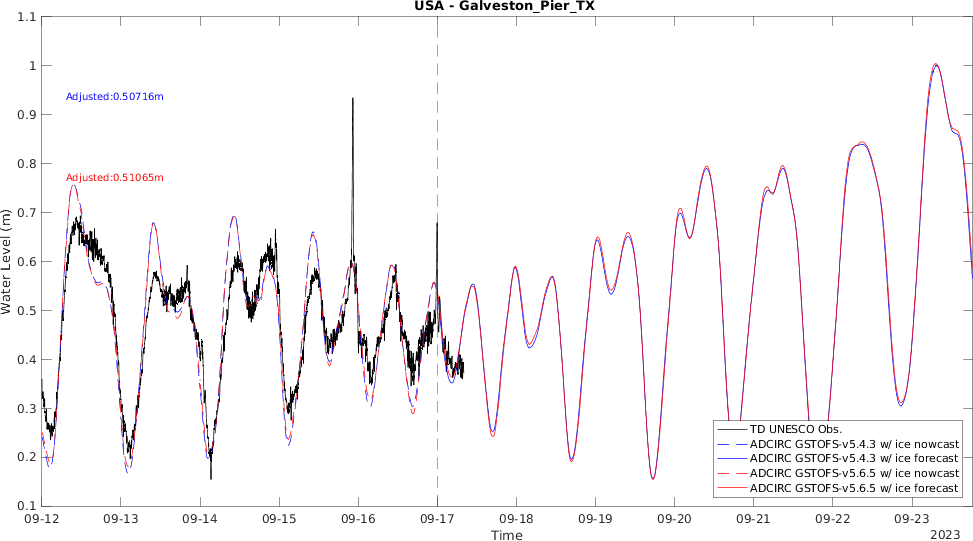 USA - Galveston_Pier_TX
Water Level (m)
1.1
1
0.9
0.8
0.7
0.6
0.5
0.4
0.3
0.2
0.1
Adjusted:0.50716m
Adjusted:0.51065m
TD UNESCO Obs.
ADCIRC GSTOFS-v5.4.3 w/ ice nowcast
ADCIRC GSTOFS-v5.4.3 w/ ice forecast
ADCIRC GSTOFS-v5.6.5 w/ ice nowcast
ADCIRC GSTOFS-v5.6.5 w/ ice forecast
09-12 09-13 09-14 09-15 09-16 09-17 09-18 09-19 09-20 09-21 09-22 09-23
Time
2023